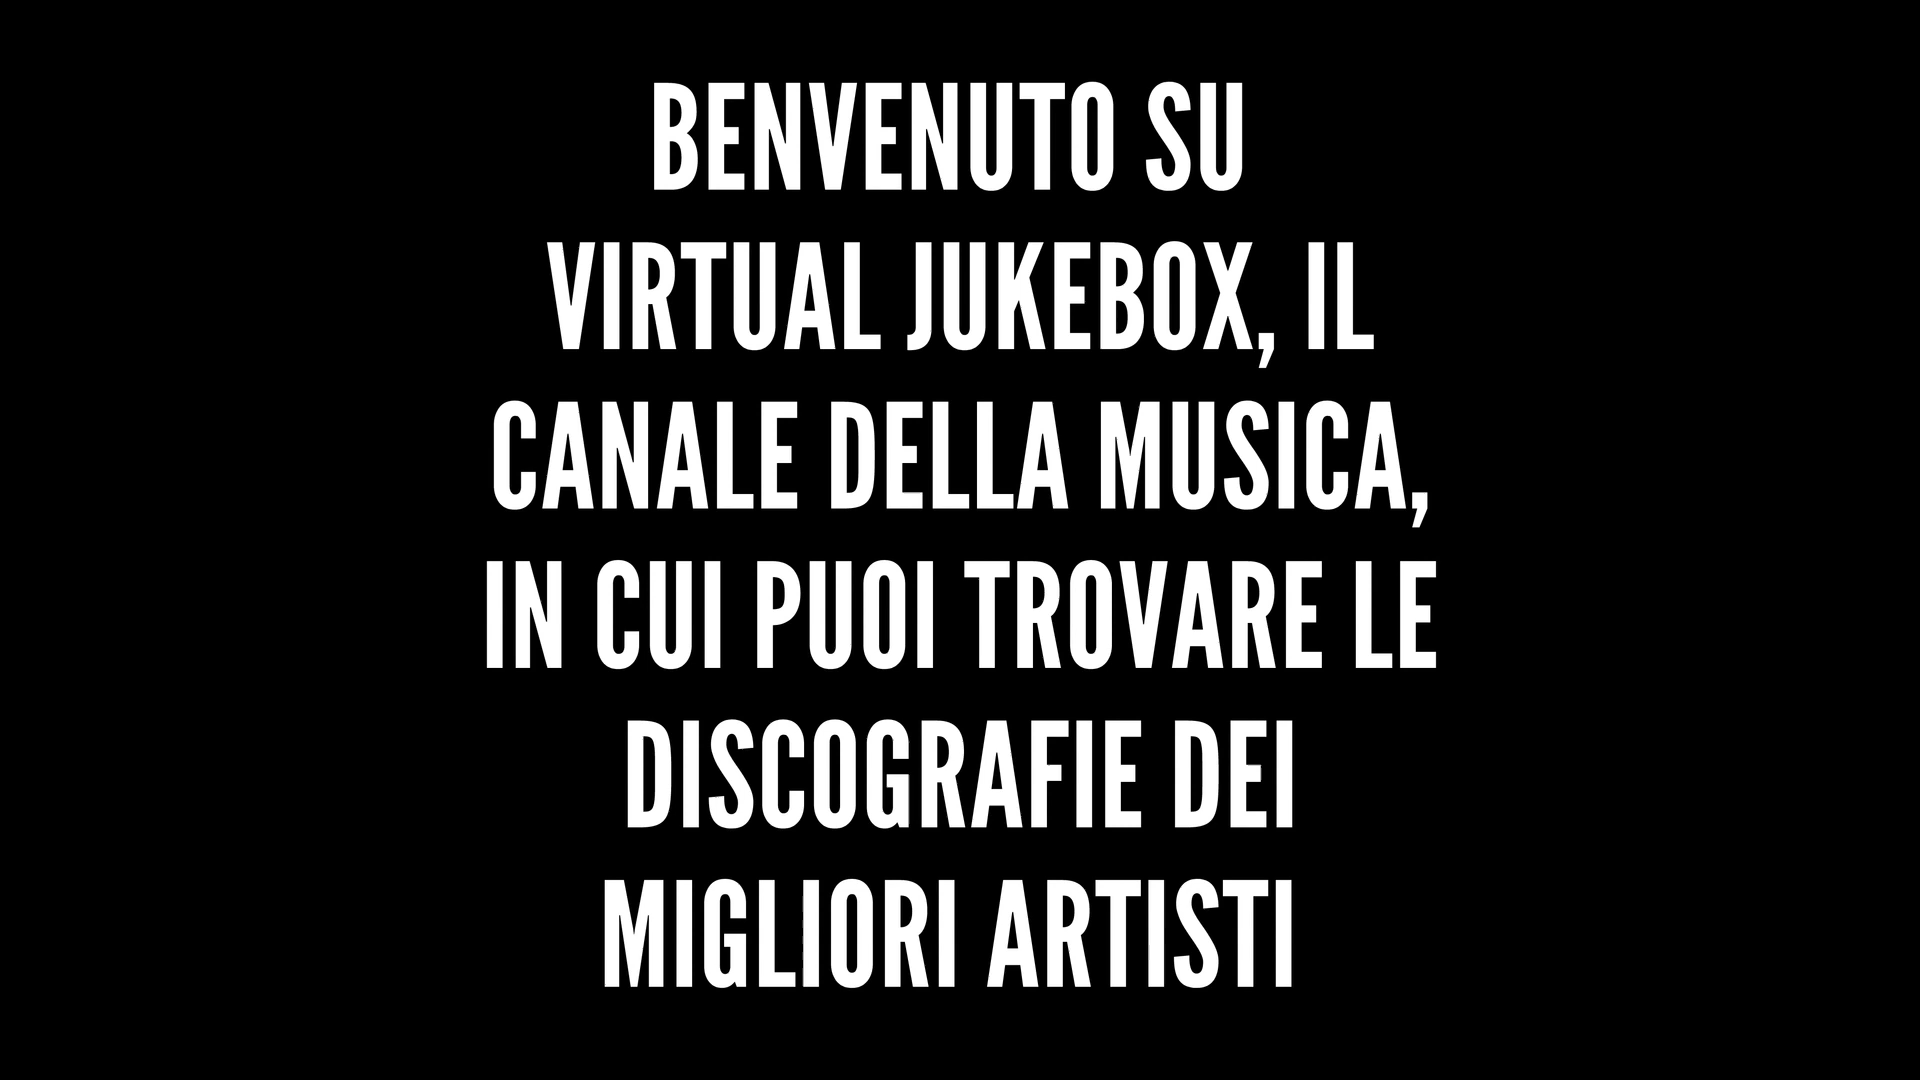 BENVENUTO SU
VIRTUAL JUKEBOX, IL
CANALE DELLA MUSICA,
IN CUI PUOI TROVARE LE
DISCOGRAFIE DEI
MIGLIORI ARTISTI